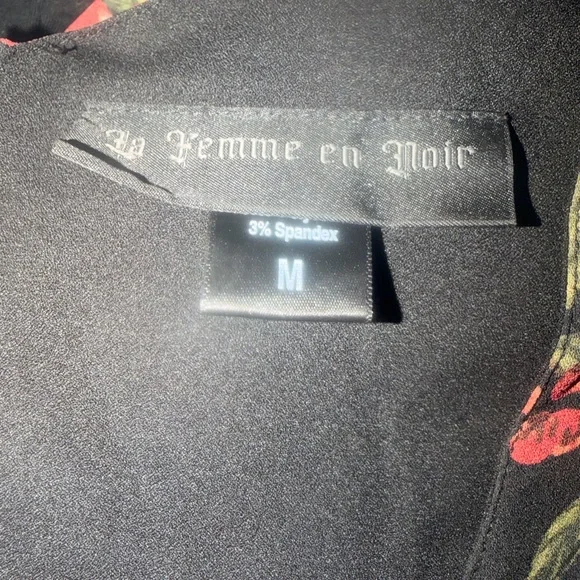 La Femme en Noir
3% Spandex
M